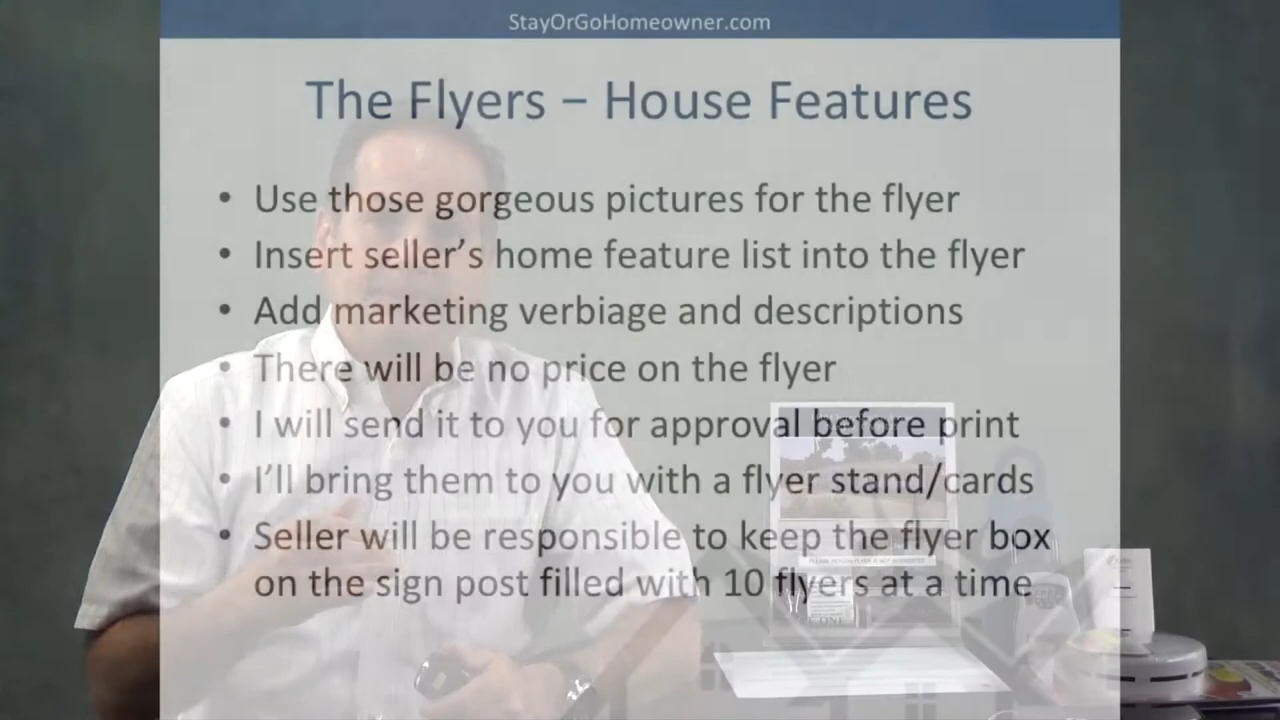 StayOrGoHomeowner.com
The Flyers – House Features
• Use those gorgeous pictures for the flyer
• Insert seller’s home feature list into the flyer
• Add marketing verbiage and descriptions
• There will be no price on the flyer
• I will send it to you for approval before print
• I’ll bring them to you with a flyer stand/cards
• Seller will be responsible to keep the flyer box
on the sign post filled with 10 flyers at a time